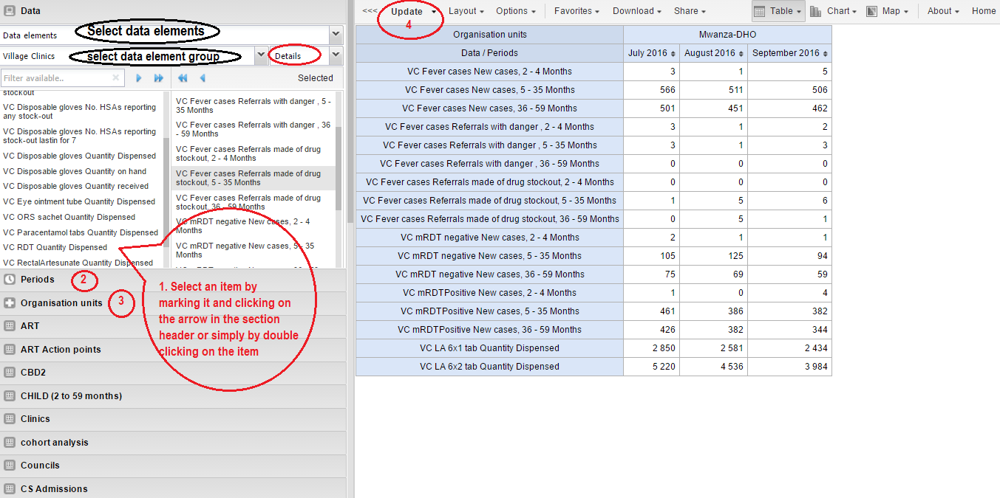 Data
<<< Update Layout Options Favorites Download Share Table Chart Map About Home
4
Data elements Select data elements
Village Clinics select data element group Details
Filter available.. Selected
stockout
VC Disposable gloves No. HSAs reporting
any stock-out
VC Disposable gloves No. HSAs reporting
stock-out lastin for 7
VC Disposable gloves Quantity Dispensed
VC Disposable gloves Quantity on hand
VC Disposable gloves Quantity received
VC Eye ointment tube Quantity Dispensed
VC ORS sachet Quantity Dispensed
VC Paracentamol tabs Quantity Dispensed
VC RDT Quantity Dispensed
VC RectalArtesunate Quantity Dispensed
VC Fever cases Referrals with danger , 5 -
35 Months
VC Fever cases Referrals with danger , 36
- 59 Months
VC Fever cases Referrals made of drug
stockout, 2 - 4 Months
VC Fever cases Referrals made of drug
stockout, 5 - 35 Months
VC Fever cases Referrals made of drug
stockout, 36 - 59 Months
VC mRDT negative New cases, 2 - 4
Months
VC mRDT negative New cases, 5 - 35
Months
Periods 2
Organisation units 3
1. Select an item by
marking it and clicking on
the arrow in the section
header or simply by double
clicking on the item
ART
ART Action points
CBD2
CHILD (2 to 59 months)
Clinics
cohort analysis
Councils
CS Admissions
Organisation units Mwanza-DHO
Data / Periods July 2016 August 2016 September 2016
VC Fever cases New cases, 2 - 4 Months 3 1 5
VC Fever cases New cases, 5 - 35 Months 566 511 506
VC Fever cases New cases, 36 - 59 Months 501 451 462
VC Fever cases Referrals with danger , 2 - 4 Months 3 1 2
VC Fever cases Referrals with danger , 5 - 35 Months 3 1 3
VC Fever cases Referrals with danger , 36 - 59 Months 0 0 0
VC Fever cases Referrals made of drug stockout, 2 - 4 Months 0 0 0
VC Fever cases Referrals made of drug stockout, 5 - 35 Months 1 5 6
VC Fever cases Referrals made of drug stockout, 36 - 59 Months 0 5 1
VC mRDT negative New cases, 2 - 4 Months 2 1 1
VC mRDT negative New cases, 5 - 35 Months 105 125 94
VC mRDT negative New cases, 36 - 59 Months 75 69 59
VC mRDTPositive New cases, 2 - 4 Months 1 0 4
VC mRDTPositive New cases, 5 - 35 Months 461 386 382
VC mRDTPositive New cases, 36 - 59 Months 426 382 344
VC LA 6x1 tab Quantity Dispensed 2 850 2 581 2 434
VC LA 6x2 tab Quantity Dispensed 5 220 4 536 3 984